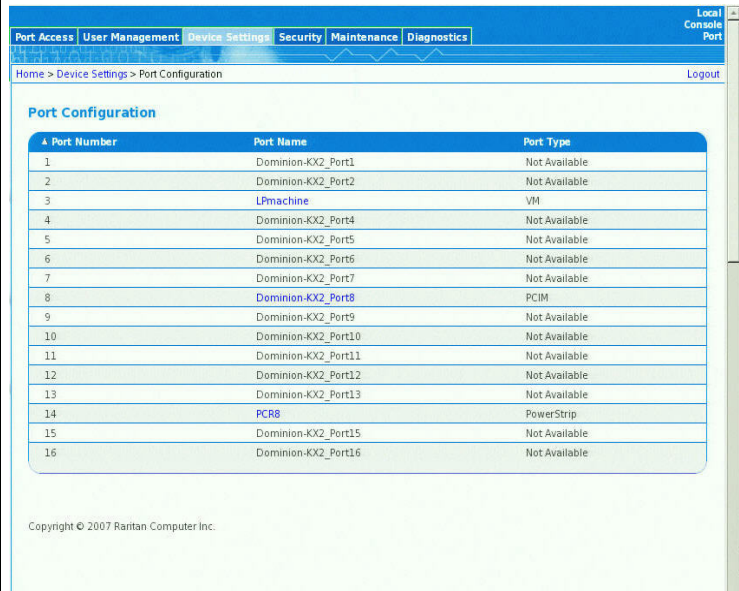 Local
Console
Port
Port Access User Management Device Settings Security Maintenance Diagnostics
Home > Device Settings > Port Configuration Logout
Port Configuration
▲ Port Number Port Name Port Type
1 Dominion-KX2_Port1 Not Available
2 Dominion-KX2_Port2 Not Available
3 LPmachine VM
4 Dominion-KX2_Port4 Not Available
5 Dominion-KX2_Port5 Not Available
6 Dominion-KX2_Port6 Not Available
7 Dominion-KX2_Port7 Not Available
8 Dominion-KX2_Port8 PCIM
9 Dominion-KX2_Port9 Not Available
10 Dominion-KX2_Port10 Not Available
11 Dominion-KX2_Port11 Not Available
12 Dominion-KX2_Port12 Not Available
13 Dominion-KX2_Port13 Not Available
14 PCR8 PowerStrip
15 Dominion-KX2_Port15 Not Available
16 Dominion-KX2_Port16 Not Available
Copyright © 2007 Raritan Computer Inc.